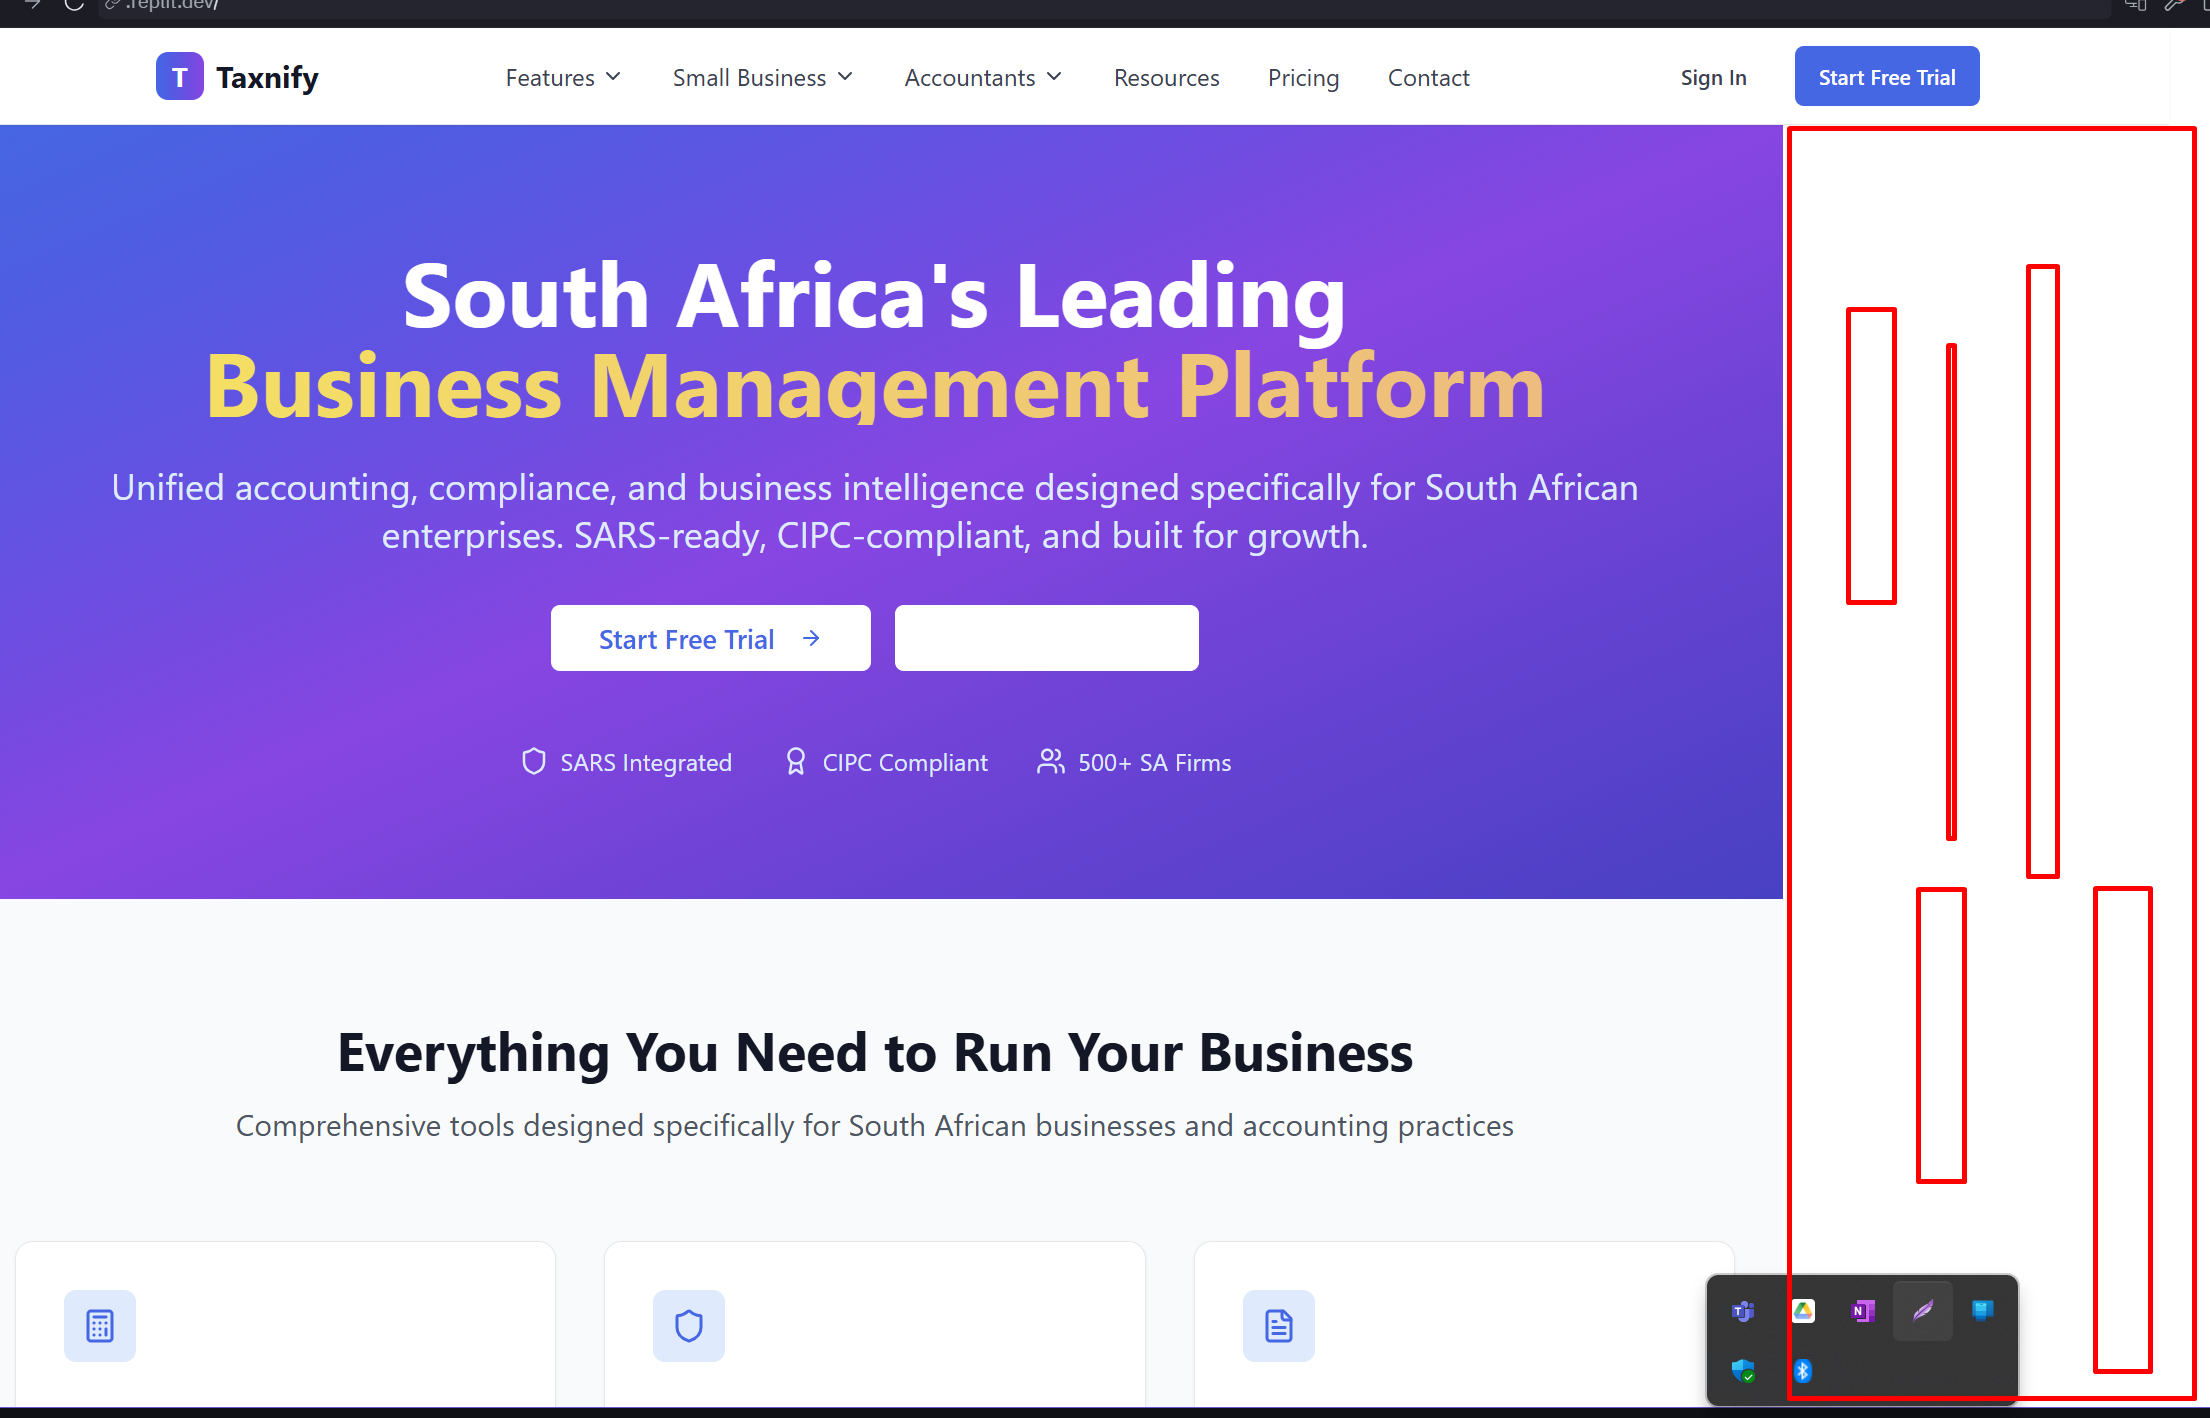 .replit.dev/
T Taxnify
Features Small Business Accountants Resources Pricing Contact Sign In Start Free Trial
South Africa's Leading
Business Management Platform
Unified accounting, compliance, and business intelligence designed specifically for South African
enterprises. SARS-ready, CIPC-compliant, and built for growth.
Start Free Trial
SARS Integrated CIPC Compliant 500+ SA Firms
Everything You Need to Run Your Business
Comprehensive tools designed specifically for South African businesses and accounting practices
T N